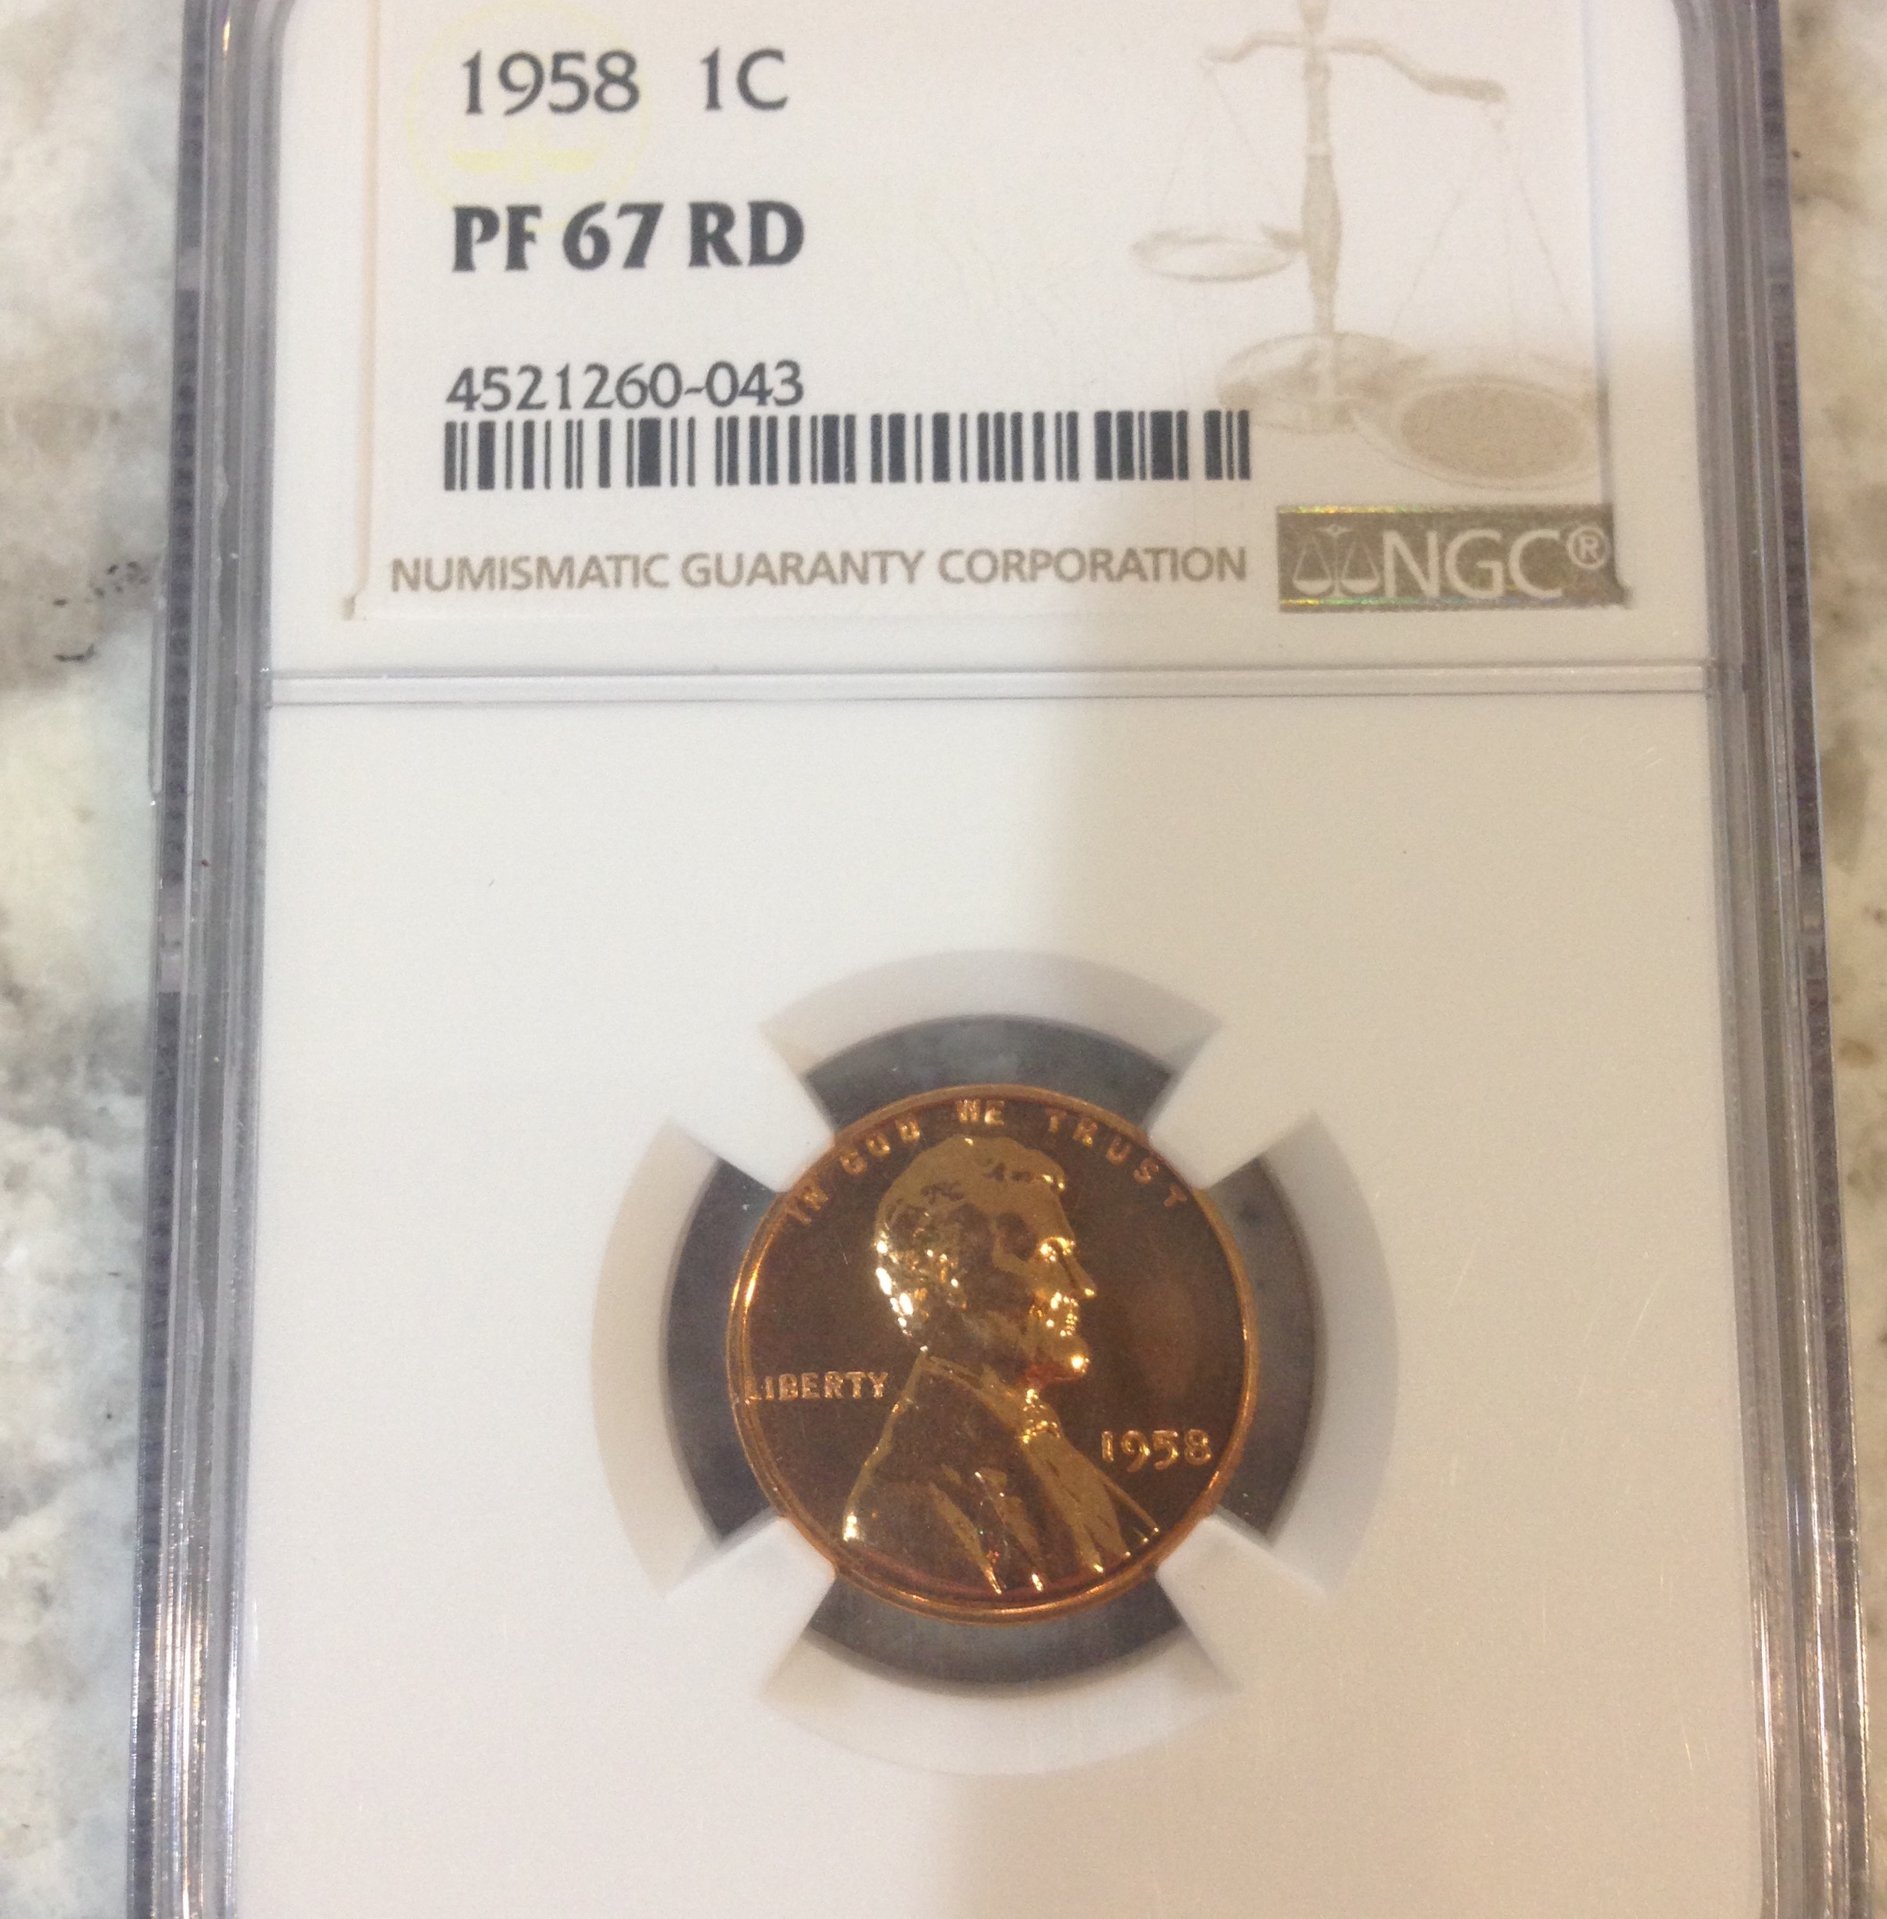 1958 1C
PF 67 RD
4521260-043
NUMISMATIC GUARANTY CORPORATION NGC®
IN GOD WE TRUST
LIBERTY
1958